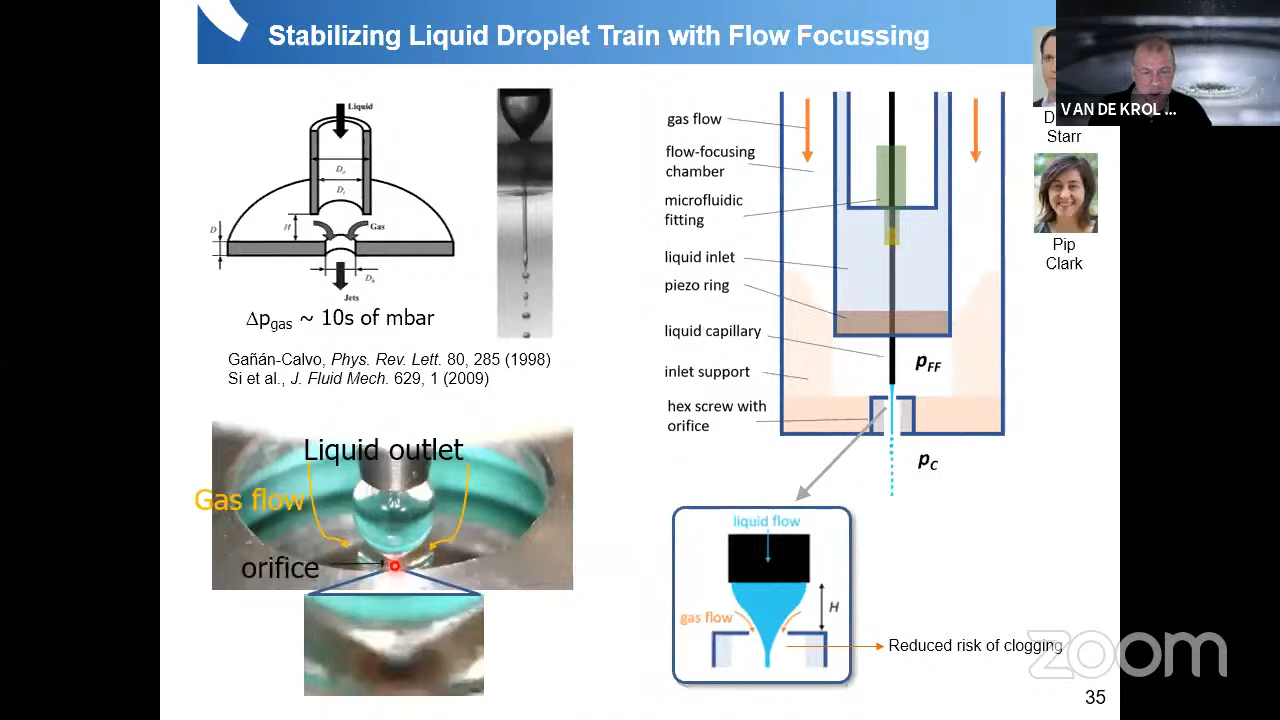 Stabilizing Liquid Droplet Train with Flow Focussing
VAN DE KROL ...
Starr
Pip
Clark
Liquid
Gas
H
D
Jets
Δpgas ~ 10s of mbar
Gañán-Calvo, Phys. Rev. Lett. 80, 285 (1998)
Si et al., J. Fluid Mech. 629, 1 (2009)
Liquid outlet
Gas flow
orifice
gas flow
flow-focusing
chamber
microfluidic
fitting
liquid inlet
piezo ring
liquid capillary
inlet support
hex screw with
orifice
pFF
pC
liquid flow
gas flow
H
Reduced risk of clogging
zoom
35